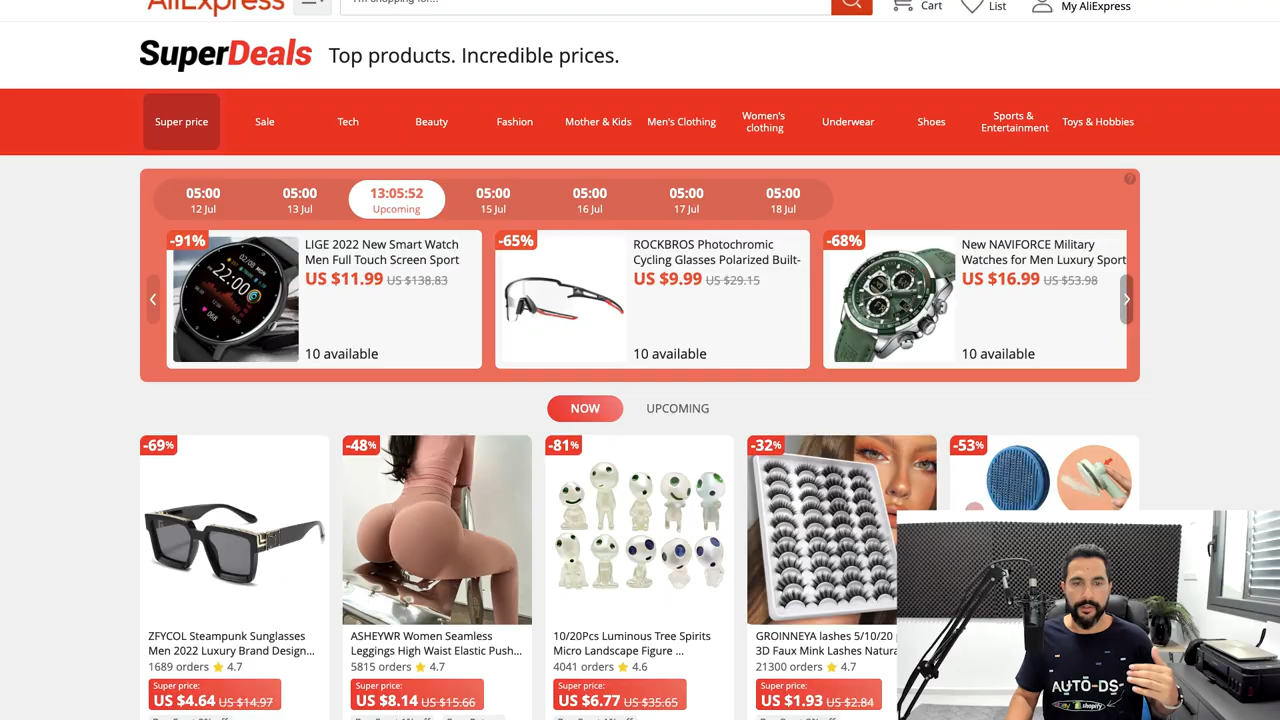 AliExpress
Cart
List
My AliExpress
SuperDeals
Top products. Incredible prices.
Super price
Sale
Tech
Beauty
Fashion
Mother & Kids
Men's Clothing
Women's
clothing
Underwear
Shoes
Sports &
Entertainment
Toys & Hobbies
05:00
12 Jul
05:00
13 Jul
13:05:52
Upcoming
05:00
15 Jul
05:00
16 Jul
05:00
17 Jul
05:00
18 Jul
?
-91%
LIGE 2022 New Smart Watch
Men Full Touch Screen Sport
US $11.99 US $138.83
10 available
02/08 MON
22:00
-65%
ROCKBROS Photochromic
Cycling Glasses Polarized Built-
US $9.99 US $29.15
10 available
-68%
New NAVIFORCE Military
Watches for Men Luxury Sport
US $16.99 US $53.98
10 available
NOW
UPCOMING
-69%
ZFYCOL Steampunk Sunglasses
Men 2022 Luxury Brand Design...
1689 orders 4.7
Super price:
US $4.64 US $14.97
-48%
ASHEYWR Women Seamless
Leggings High Waist Elastic Push...
5815 orders 4.7
Super price:
US $8.14 US $15.66
-81%
10/20Pcs Luminous Tree Spirits
Micro Landscape Figure ...
4041 orders 4.6
Super price:
US $6.77 US $35.65
-32%
GROINNEYA lashes 5/10/20
3D Faux Mink Lashes Natura
21300 orders 4.7
Super price:
US $1.93 US $2.84
-53%
AUTO-DS
shopify